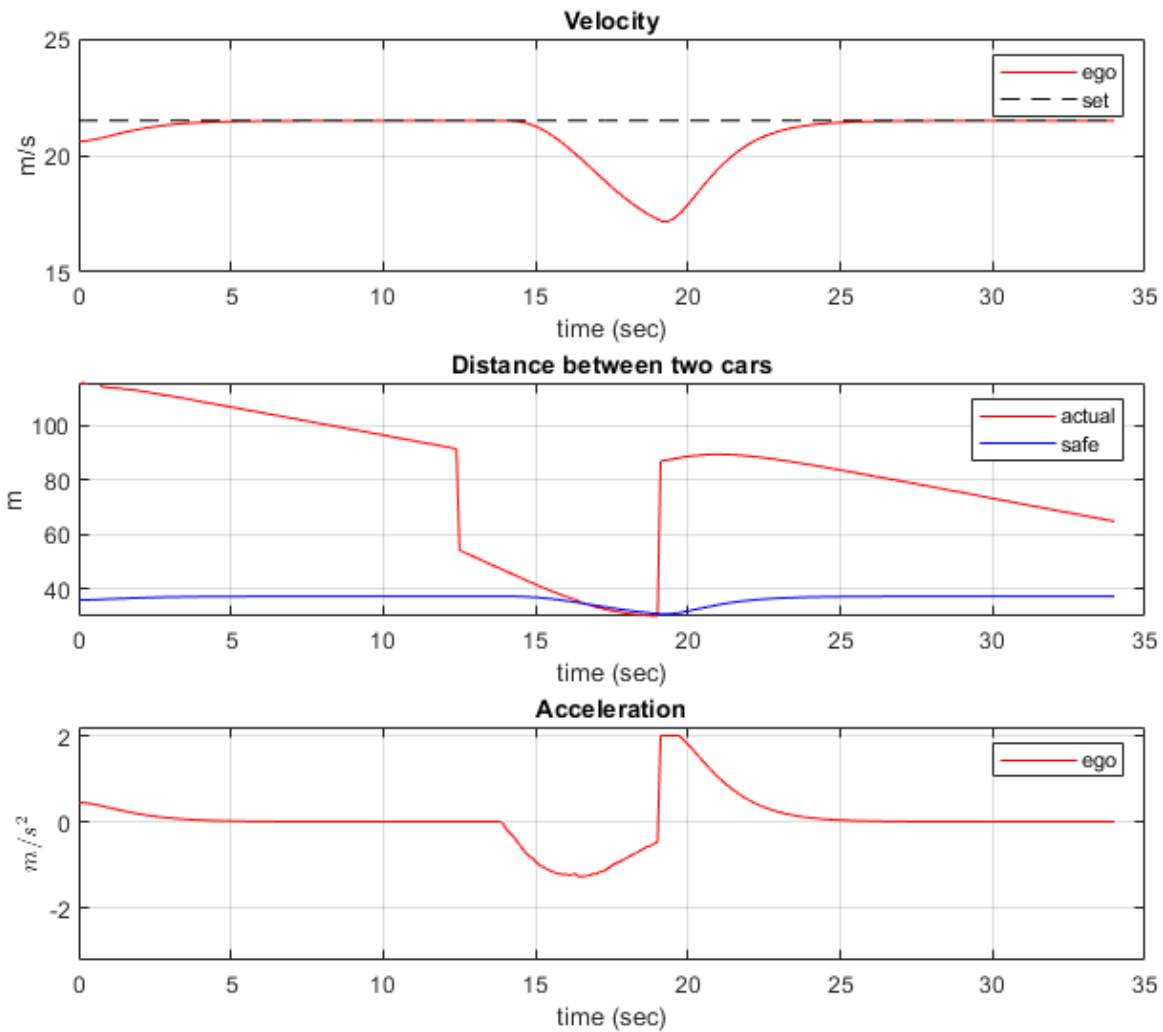 Velocity
25
20
15
m/s
ego
set
0 5 10 15 20 25 30 35
time (sec)
Distance between two cars
100
80
60
40
m
actual
safe
0 5 10 15 20 25 30 35
time (sec)
Acceleration
2
0
-2
m/s²
ego
0 5 10 15 20 25 30 35
time (sec)